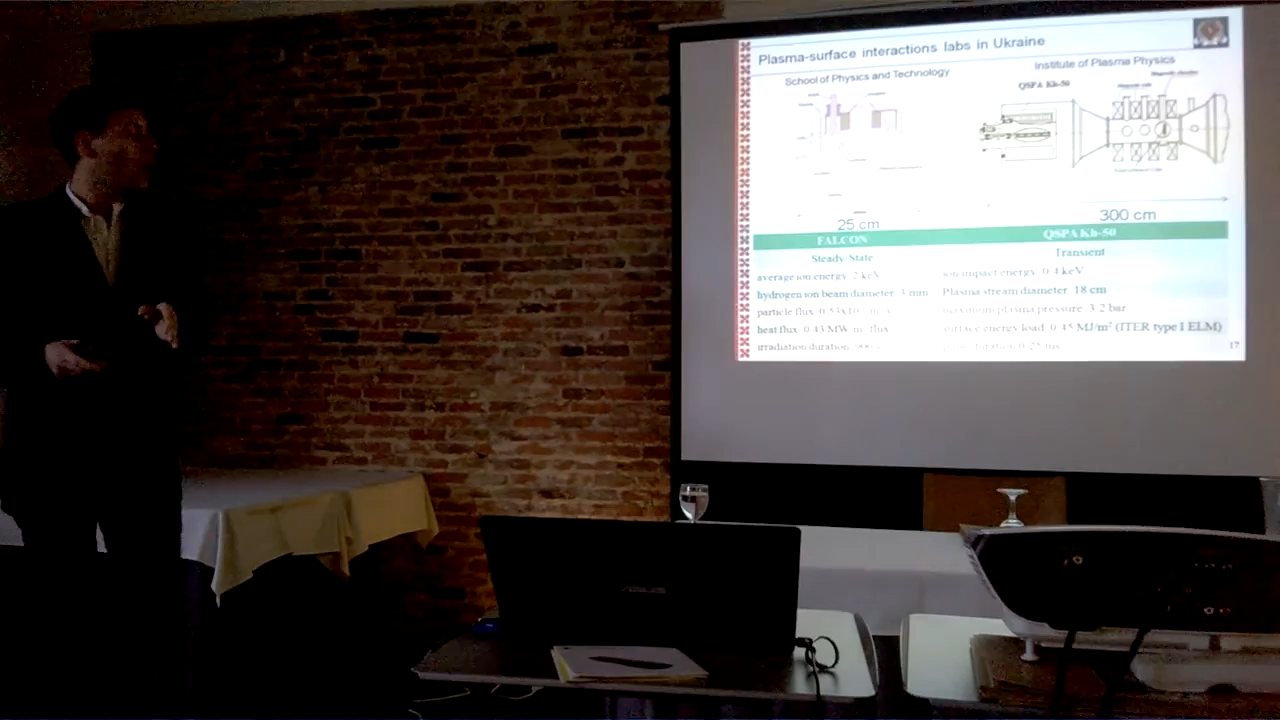 Plasma-surface interactions labs in Ukraine
School of Physics and Technology
Institute of Plasma Physics
QSPA Kh-50
25 cm
300 cm
FALCON
QSPA Kh-50
Steady-State
Transient
average ion energy 2 keV
ion impact energy 0.4 keV
hydrogen ion beam diameter 3 mm
Plasma stream diameter 18 cm
particle flux
maximum plasma pressure 3.2 bar
heat flux 0.43 MW
surface energy load 0.45 MJ/m² (ITER type I ELM)
irradiation duration
17
ASUS